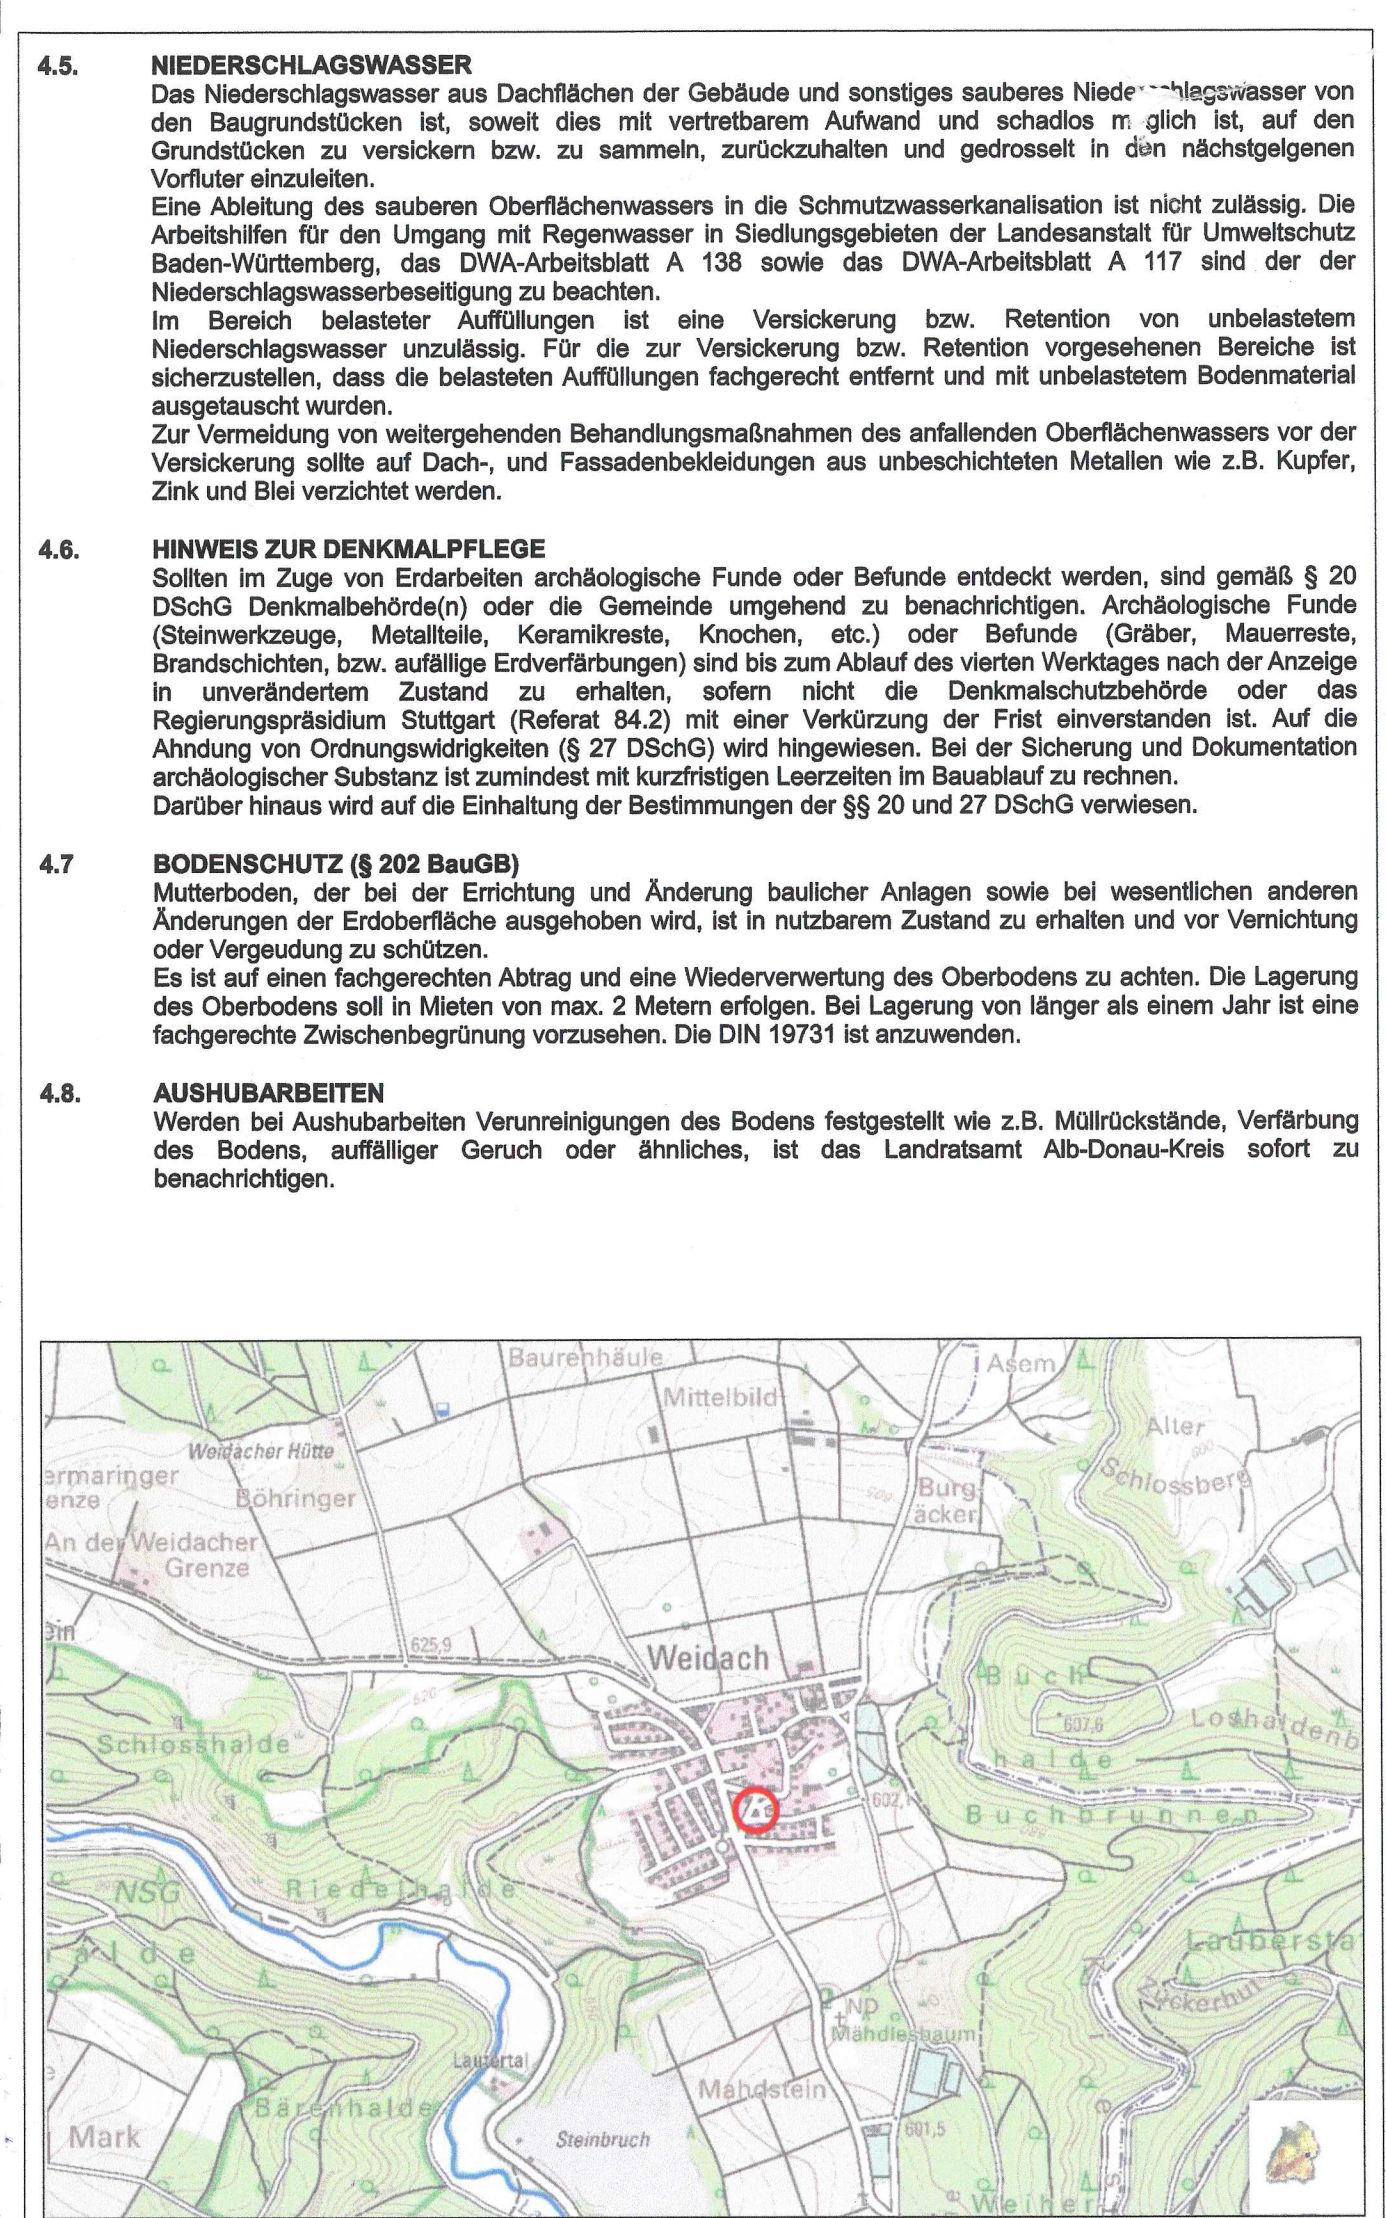 4.5. NIEDERSCHLAGSWASSER
Das Niederschlagswasser aus Dachflächen der Gebäude und sonstiges sauberes Niederschlagswasser von
den Baugrundstücken ist, soweit dies mit vertretbarem Aufwand und schadlos möglich ist, auf den
Grundstücken zu versickern bzw. zu sammeln, zurückzuhalten und gedrosselt in den nächstgelgenen
Vorfluter einzuleiten.
Eine Ableitung des sauberen Oberflächenwassers in die Schmutzwasserkanalisation ist nicht zulässig. Die
Arbeitshilfen für den Umgang mit Regenwasser in Siedlungsgebieten der Landesanstalt für Umweltschutz
Baden-Württemberg, das DWA-Arbeitsblatt A 138 sowie das DWA-Arbeitsblatt A 117 sind der der
Niederschlagswasserbeseitigung zu beachten.
Im Bereich belasteter Auffüllungen ist eine Versickerung bzw. Retention von unbelastetem
Niederschlagswasser unzulässig. Für die zur Versickerung bzw. Retention vorgesehenen Bereiche ist
sicherzustellen, dass die belasteten Auffüllungen fachgerecht entfernt und mit unbelastetem Bodenmaterial
ausgetauscht wurden.
Zur Vermeidung von weitergehenden Behandlungsmaßnahmen des anfallenden Oberflächenwassers vor der
Versickerung sollte auf Dach-, und Fassadenbekleidungen aus unbeschichteten Metallen wie z.B. Kupfer,
Zink und Blei verzichtet werden.
4.6. HINWEIS ZUR DENKMALPFLEGE
Sollten im Zuge von Erdarbeiten archäologische Funde oder Befunde entdeckt werden, sind gemäß § 20
DSchG Denkmalbehörde(n) oder die Gemeinde umgehend zu benachrichtigen. Archäologische Funde
(Steinwerkzeuge, Metallteile, Keramikreste, Knochen, etc.) oder Befunde (Gräber, Mauerreste,
Brandschichten, bzw. aufällige Erdverfärbungen) sind bis zum Ablauf des vierten Werktages nach der Anzeige
in unverändertem Zustand zu erhalten, sofern nicht die Denkmalschutzbehörde oder das
Regierungspräsidium Stuttgart (Referat 84.2) mit einer Verkürzung der Frist einverstanden ist. Auf die
Ahndung von Ordnungswidrigkeiten (§ 27 DSchG) wird hingewiesen. Bei der Sicherung und Dokumentation
archäologischer Substanz ist zumindest mit kurzfristigen Leerzeiten im Bauablauf zu rechnen.
Darüber hinaus wird auf die Einhaltung der Bestimmungen der §§ 20 und 27 DSchG verwiesen.
4.7 BODENSCHUTZ (§ 202 BauGB)
Mutterboden, der bei der Errichtung und Änderung baulicher Anlagen sowie bei wesentlichen anderen
Änderungen der Erdoberfläche ausgehoben wird, ist in nutzbarem Zustand zu erhalten und vor Vernichtung
oder Vergeudung zu schützen.
Es ist auf einen fachgerechten Abtrag und eine Wiederverwertung des Oberbodens zu achten. Die Lagerung
des Oberbodens soll in Mieten von max. 2 Metern erfolgen. Bei Lagerung von länger als einem Jahr ist eine
fachgerechte Zwischenbegrünung vorzusehen. Die DIN 19731 ist anzuwenden.
4.8. AUSHUBARBEITEN
Werden bei Aushubarbeiten Verunreinigungen des Bodens festgestellt wie z.B. Müllrückstände, Verfärbung
des Bodens, auffälliger Geruch oder ähnliches, ist das Landratsamt Alb-Donau-Kreis sofort zu
benachrichtigen.
Baurenhäule
Asem
Mittelbild
Alter
Schlossberg
600
Weidacher Hütte
ermaringer
enze
Böhringer
Burg-
äcker
605
An der Weidacher
Grenze
ein
625,9
Weidach
620
Buch
halde
607,6
Loshaldenb
Schlosshalde
602,1
Buchbrunnen
NSG
Riedelhalde
alde
Laubersta
Zuckerhut
ND
Mähdlesbaum
Lautertal
Mahdstein
Bärenhalde
Mark
Steinbruch
601,5
Weiher